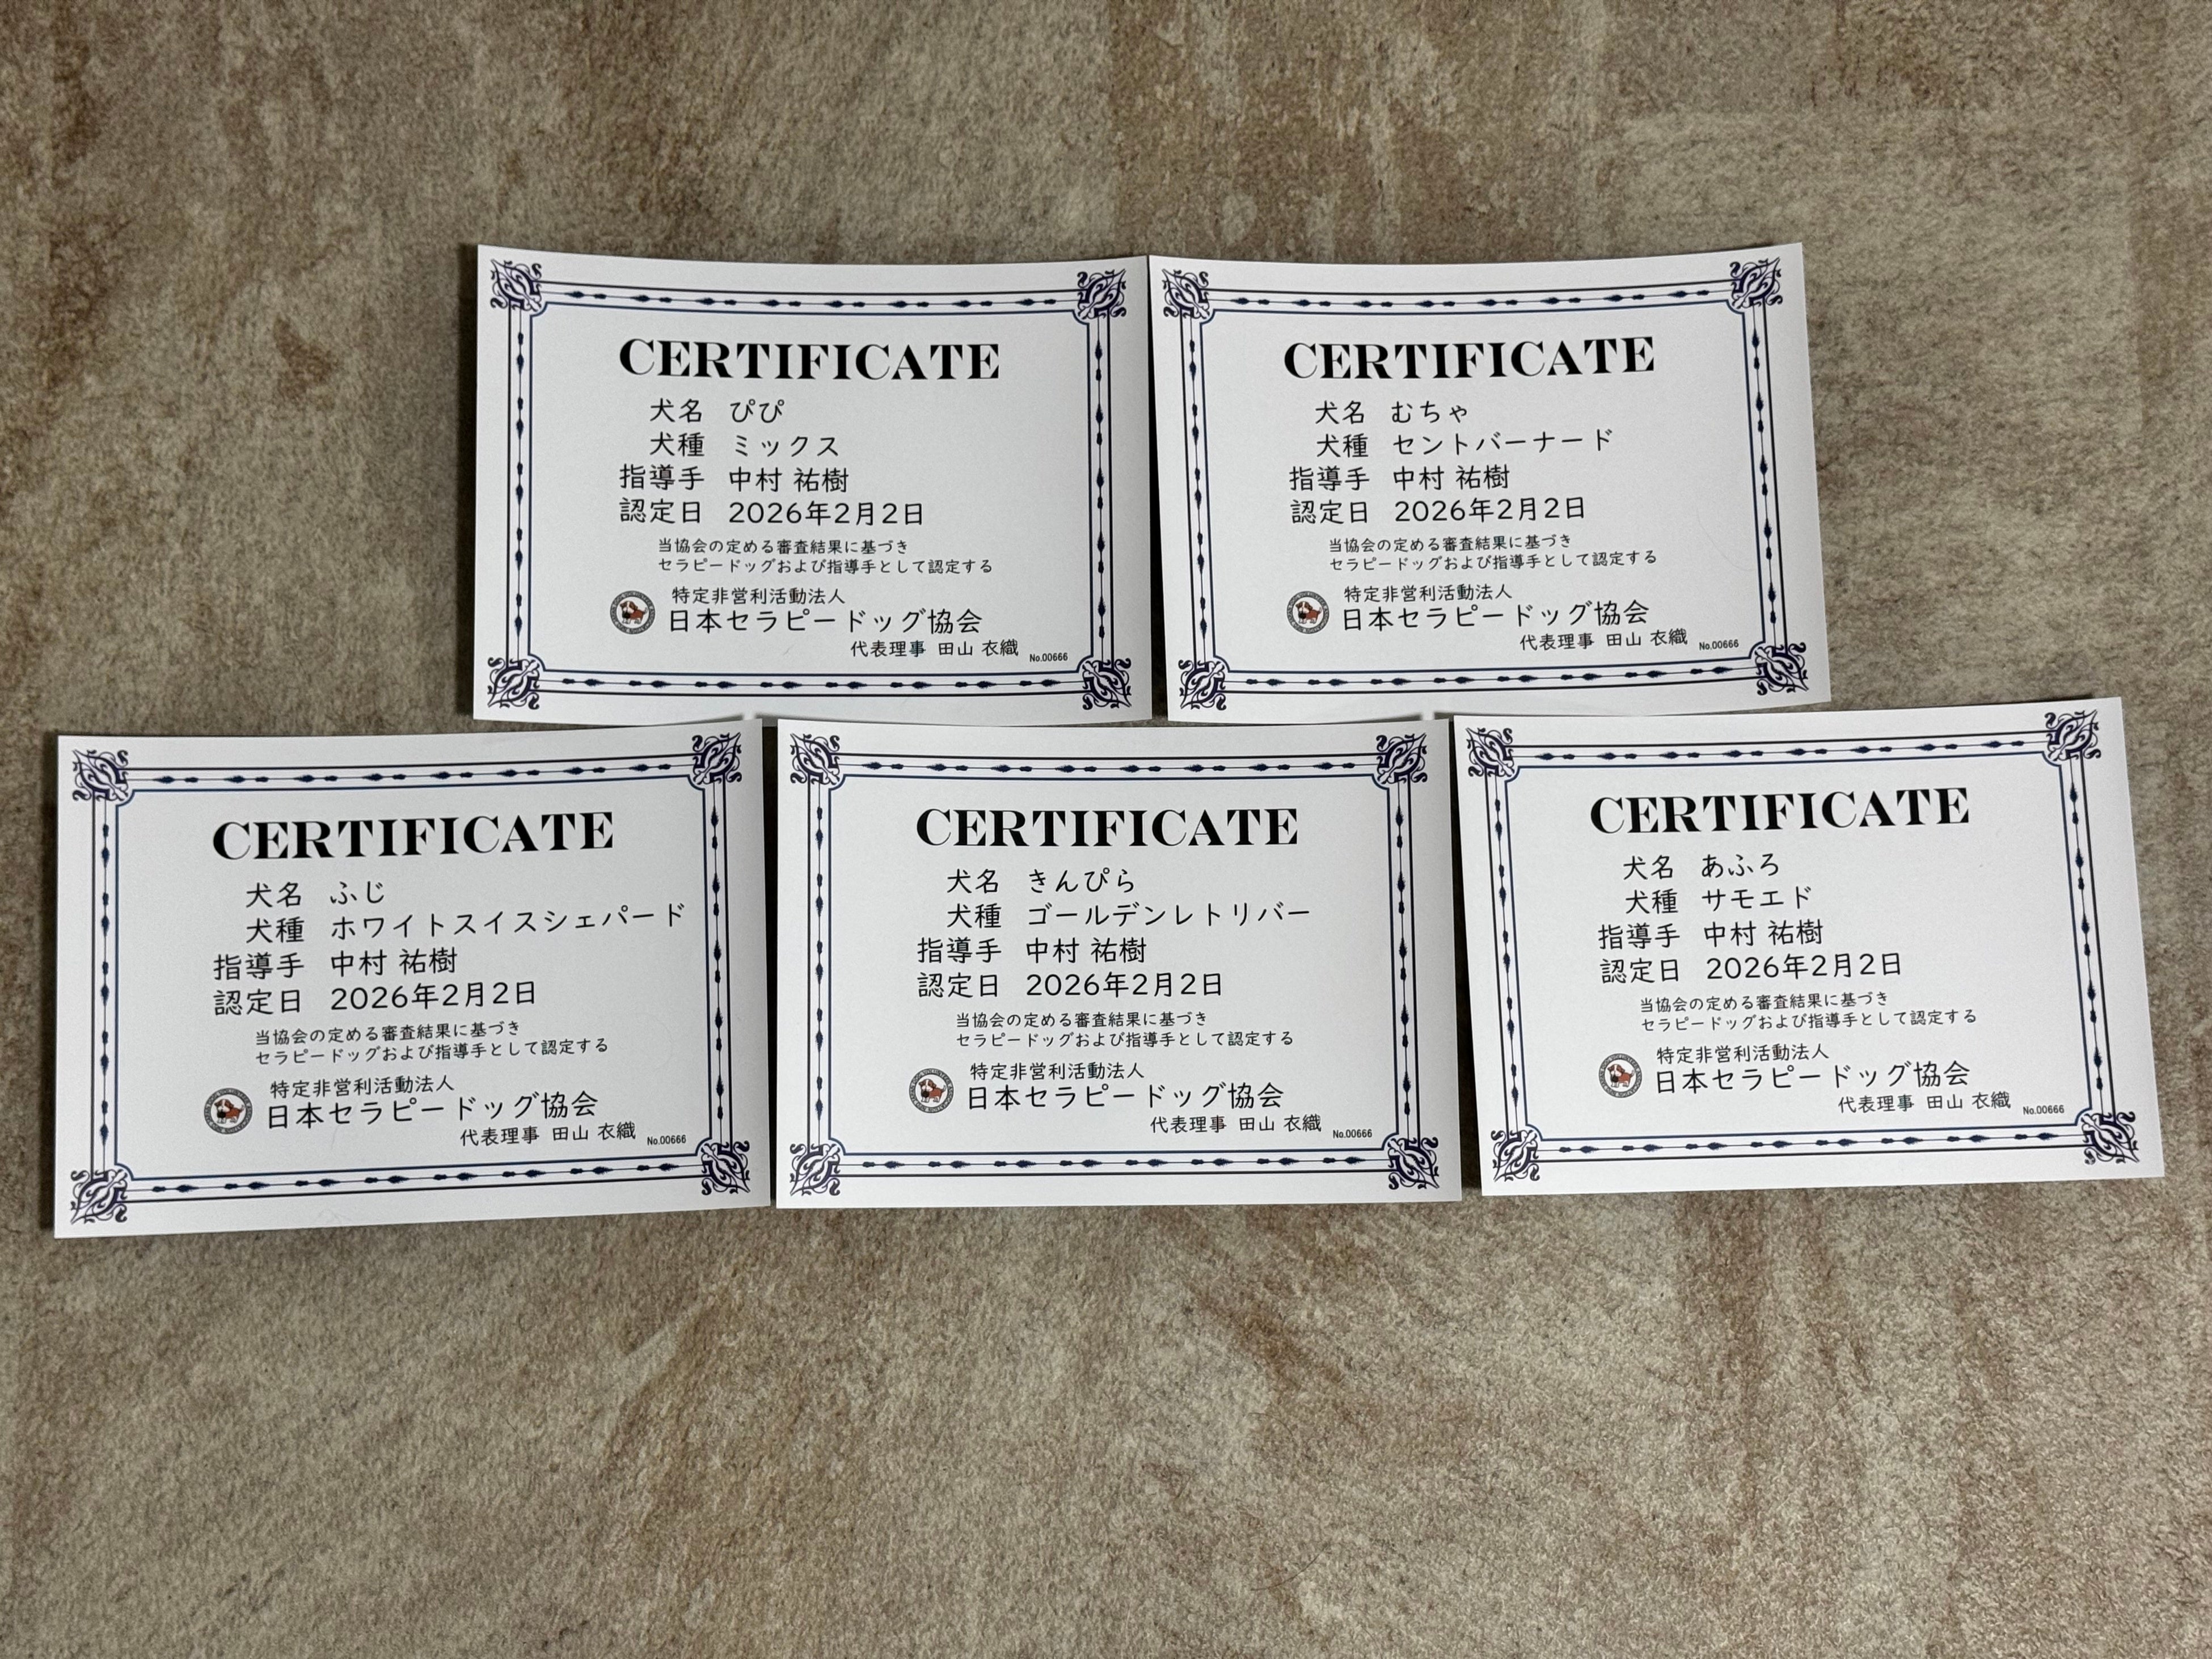 CERTIFICATE
犬名 ぴぴ
犬種 ミックス
指導手 中村 祐樹
認定日 2026年2月2日
当協会の定める審査結果に基づき
セラピードッグおよび指導手として認定する
特定非営利活動法人
日本セラピードッグ協会
代表理事 田山 衣織
No.00666
CERTIFICATE
犬名 むちゃ
犬種 セントバーナード
指導手 中村 祐樹
認定日 2026年2月2日
当協会の定める審査結果に基づき
セラピードッグおよび指導手として認定する
特定非営利活動法人
日本セラピードッグ協会
代表理事 田山 衣織
No.00666
CERTIFICATE
犬名 ふじ
犬種 ホワイトスイスシェパード
指導手 中村 祐樹
認定日 2026年2月2日
当協会の定める審査結果に基づき
セラピードッグおよび指導手として認定する
特定非営利活動法人
日本セラピードッグ協会
代表理事 田山 衣織
No.00666
CERTIFICATE
犬名 きんぴら
犬種 ゴールデンレトリバー
指導手 中村 祐樹
認定日 2026年2月2日
当協会の定める審査結果に基づき
セラピードッグおよび指導手として認定する
特定非営利活動法人
日本セラピードッグ協会
代表理事 田山 衣織
No.00666
CERTIFICATE
犬名 あふろ
犬種 サモエド
指導手 中村 祐樹
認定日 2026年2月2日
当協会の定める審査結果に基づき
セラピードッグおよび指導手として認定する
特定非営利活動法人
日本セラピードッグ協会
代表理事 田山 衣織
No.00666